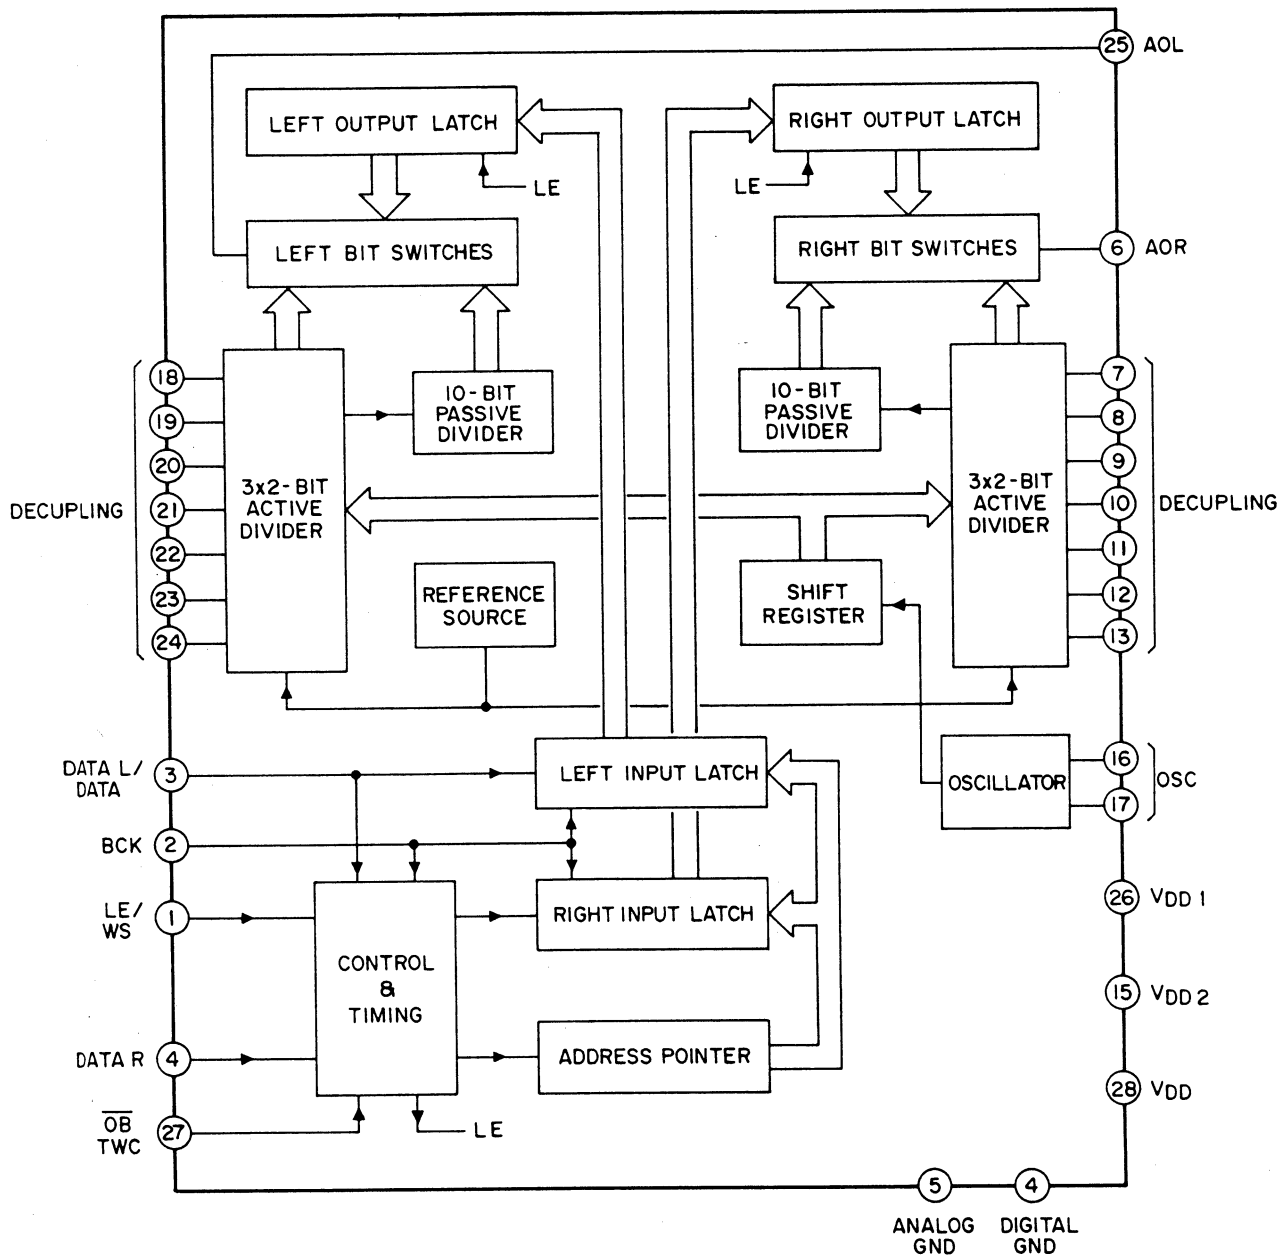 25 AOL
LEFT OUTPUT LATCH
RIGHT OUTPUT LATCH
LE
LE
LEFT BIT SWITCHES
RIGHT BIT SWITCHES
6 AOR
18
19
20
21
22
23
24
DECUPLING
3x2-BIT
ACTIVE
DIVIDER
10-BIT
PASSIVE
DIVIDER
10-BIT
PASSIVE
DIVIDER
3x2-BIT
ACTIVE
DIVIDER
7
8
9
10
11
12
13
DECUPLING
REFERENCE
SOURCE
SHIFT
REGISTER
DATA L/
DATA
3
LEFT INPUT LATCH
OSCILLATOR
16
17
OSC
BCK 2
LE/
WS
1
RIGHT INPUT LATCH
26 VDD 1
CONTROL
&
TIMING
15 VDD 2
DATA R 4
ADDRESS POINTER
28 VDD
OB
TWC
27
LE
5
4
ANALOG
GND
DIGITAL
GND